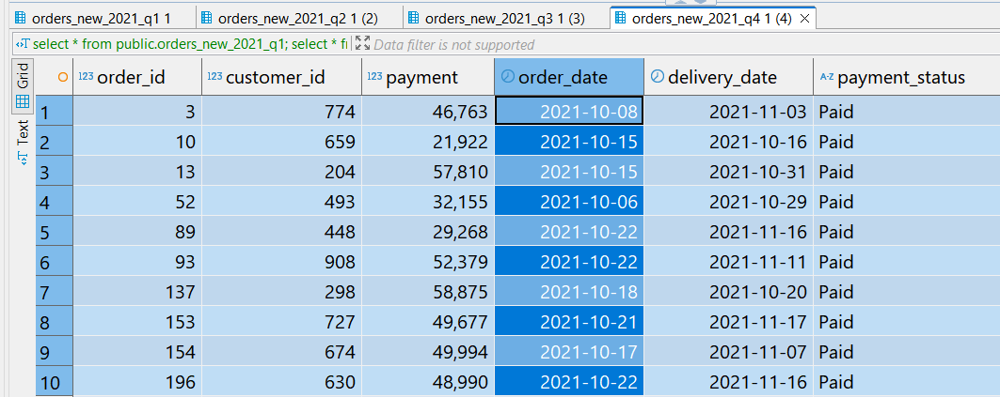 orders_new_2021_q1 1 orders_new_2021_q2 1 (2) orders_new_2021_q3 1 (3) orders_new_2021_q4 1 (4)
select * from public.orders_new_2021_q1; select * fr Data filter is not supported
Grid
Text
123 order_id 123 customer_id 123 payment order_date delivery_date A-Z payment_status
1 3 774 46,763 2021-10-08 2021-11-03 Paid
2 10 659 21,922 2021-10-15 2021-10-16 Paid
3 13 204 57,810 2021-10-15 2021-10-31 Paid
4 52 493 32,155 2021-10-06 2021-10-29 Paid
5 89 448 29,268 2021-10-22 2021-11-16 Paid
6 93 908 52,379 2021-10-22 2021-11-11 Paid
7 137 298 58,875 2021-10-18 2021-10-20 Paid
8 153 727 49,677 2021-10-21 2021-11-17 Paid
9 154 674 49,994 2021-10-17 2021-11-07 Paid
10 196 630 48,990 2021-10-22 2021-11-16 Paid